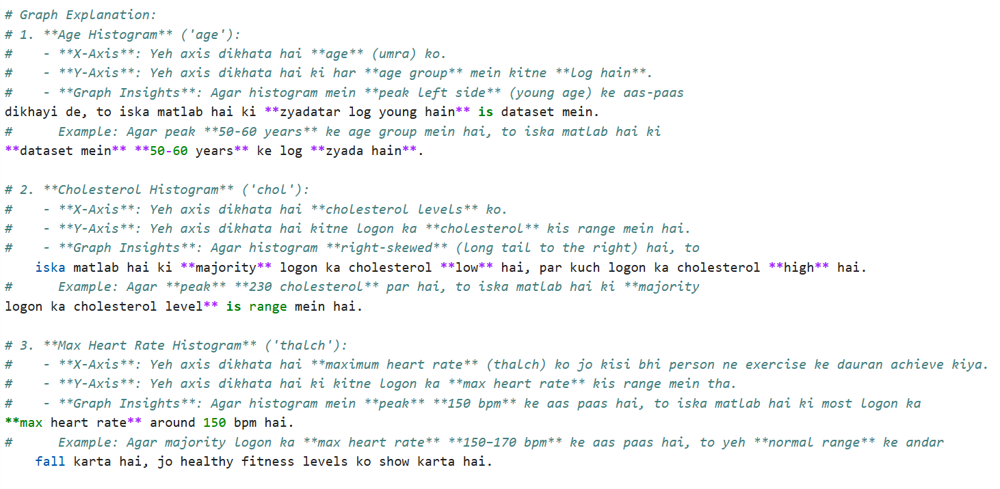 # Graph Explanation:
# 1. **Age Histogram** ('age'):
#    - **X-Axis**: Yeh axis dikhata hai **age** (umra) ko.
#    - **Y-Axis**: Yeh axis dikhata hai ki har **age group** mein kitne **log hain**.
#    - **Graph Insights**: Agar histogram mein **peak left side** (young age) ke aas-paas
dikhayi de, to iska matlab hai ki **zyadatar log young hain** is dataset mein.
#      Example: Agar peak **50-60 years** ke age group mein hai, to iska matlab hai ki
**dataset mein** **50-60 years** ke log **zyada hain**.

# 2. **Cholesterol Histogram** ('chol'):
#    - **X-Axis**: Yeh axis dikhata hai **cholesterol levels** ko.
#    - **Y-Axis**: Yeh axis dikhata hai kitne logon ka **cholesterol** kis range mein hai.
#    - **Graph Insights**: Agar histogram **right-skewed** (long tail to the right) hai, to
    iska matlab hai ki **majority** logon ka cholesterol **low** hai, par kuch logon ka cholesterol **high** hai.
#      Example: Agar **peak** **230 cholesterol** par hai, to iska matlab hai ki **majority
logon ka cholesterol level** is range mein hai.

# 3. **Max Heart Rate Histogram** ('thalch'):
#    - **X-Axis**: Yeh axis dikhata hai **maximum heart rate** (thalch) ko jo kisi bhi person ne exercise ke dauran achieve kiya.
#    - **Y-Axis**: Yeh axis dikhata hai ki kitne logon ka **max heart rate** kis range mein tha.
#    - **Graph Insights**: Agar histogram mein **peak** **150 bpm** ke aas paas hai, to iska matlab hai ki most logon ka
**max heart rate** around 150 bpm hai.
#      Example: Agar majority logon ka **max heart rate** **150–170 bpm** ke aas paas hai, to yeh **normal range** ke andar
    fall karta hai, jo healthy fitness levels ko show karta hai.